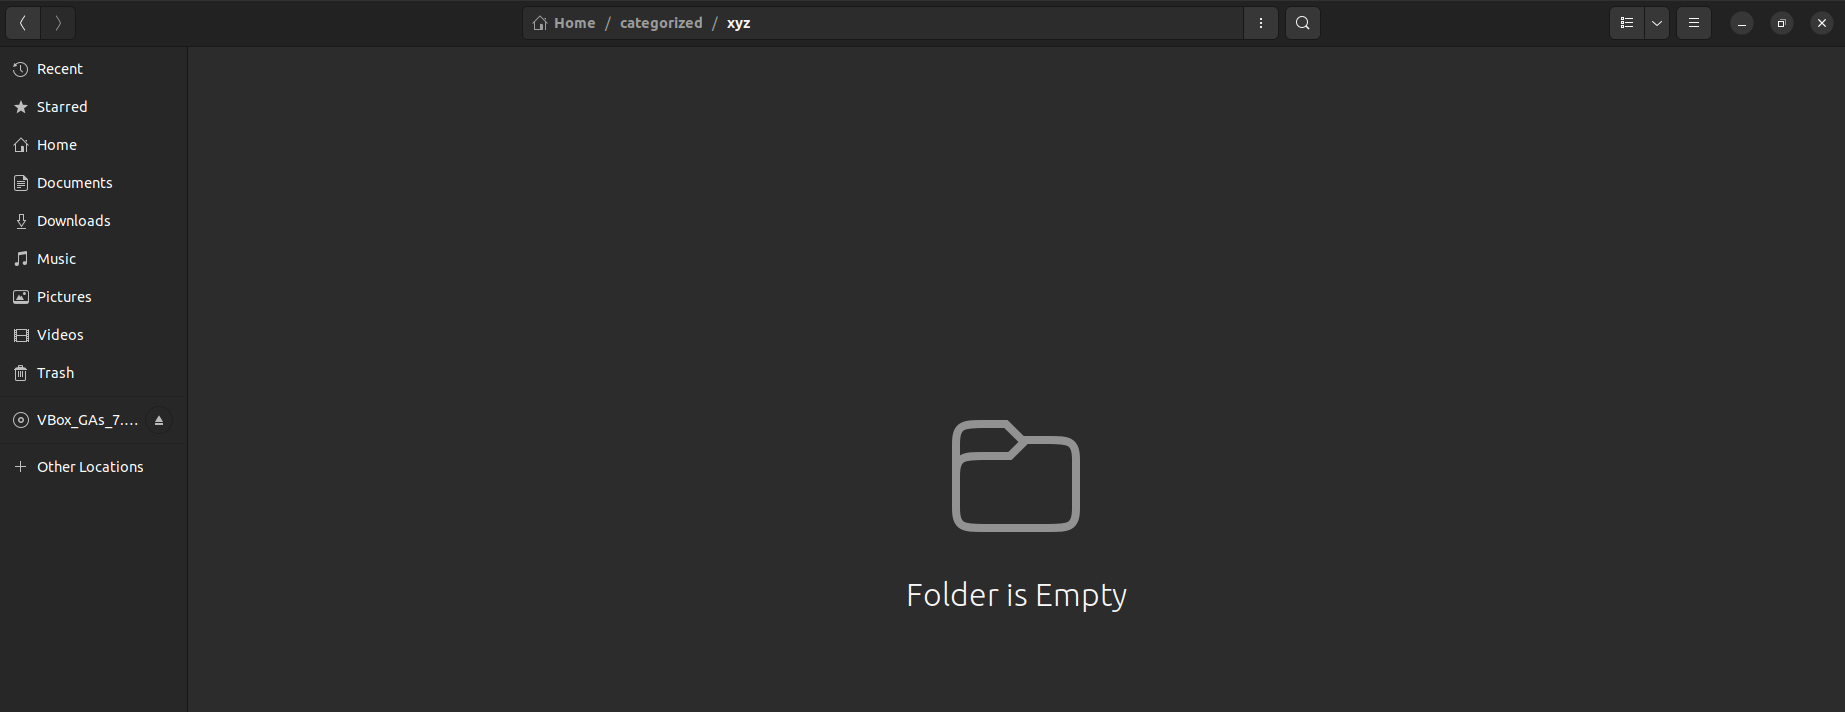 Home / categorized / xyz
Recent
Starred
Home
Documents
Downloads
Music
Pictures
Videos
Trash
VBox_GAs_7....
Other Locations
Folder is Empty